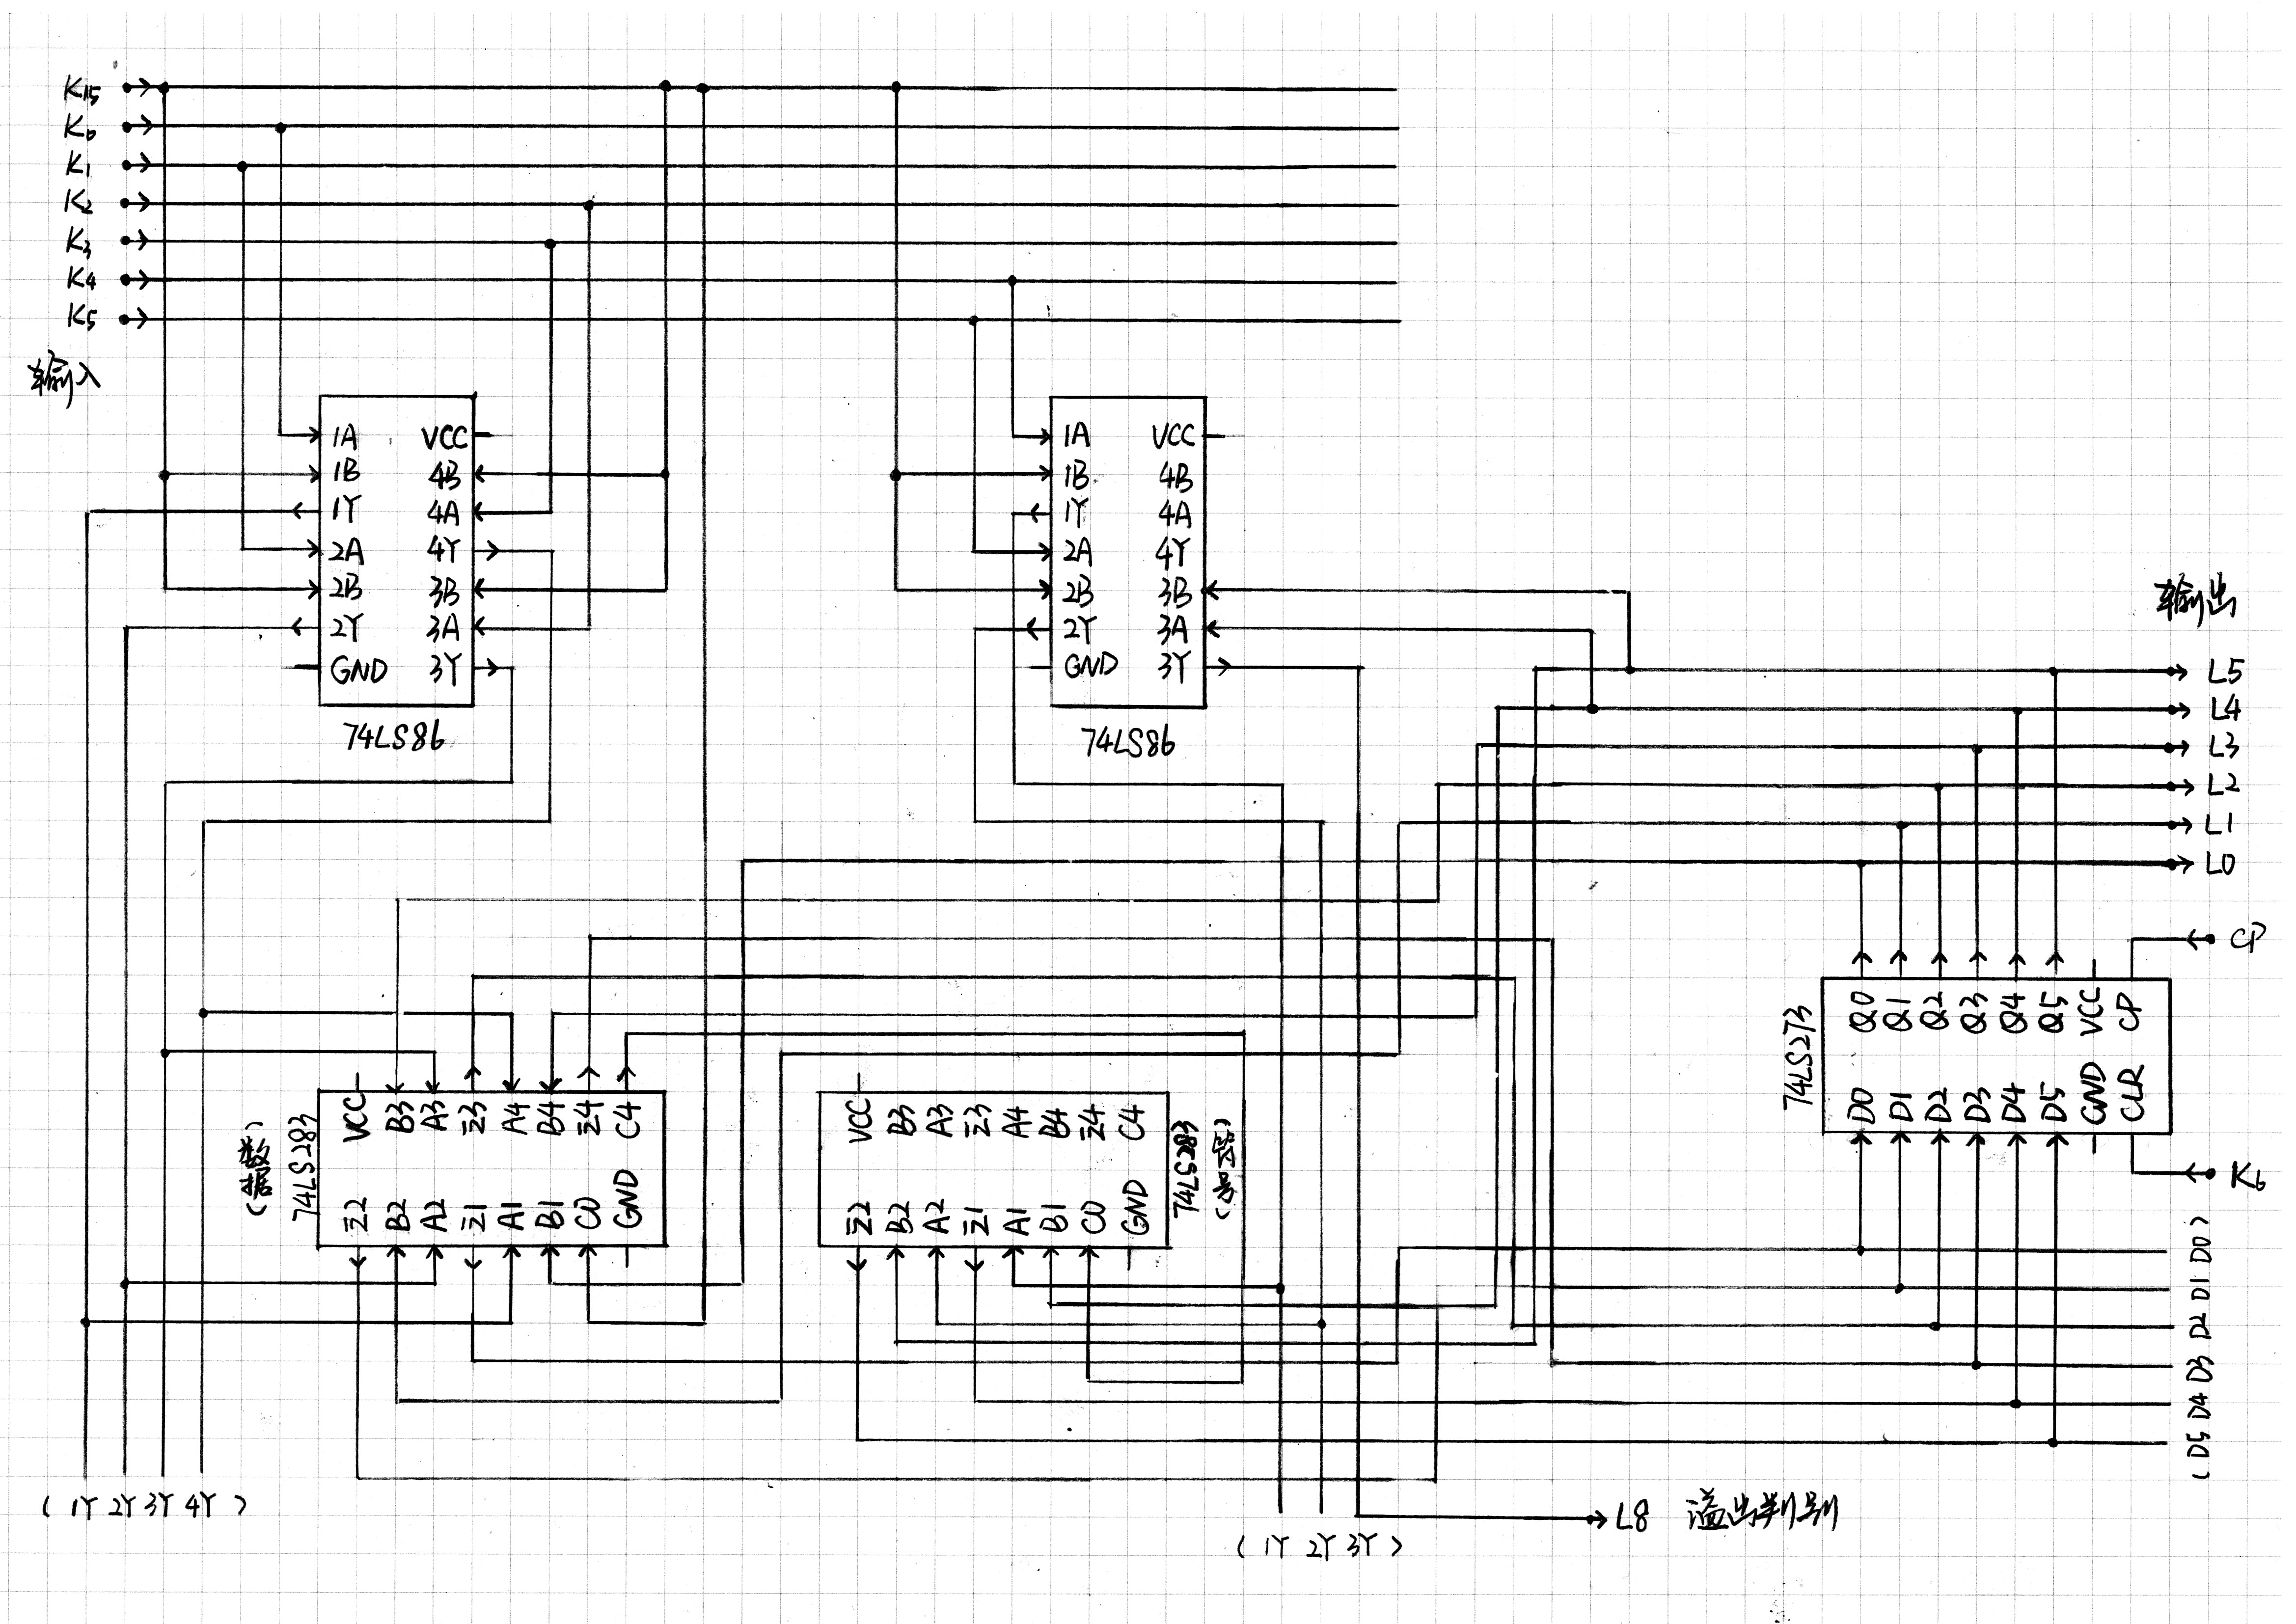 K15
K0
K1
K2
K3
K4
K5
输入
1A VCC
1B 4B
1Y 4A
2A 4Y
2B 3B
2Y 3A
GND 3Y
74LS86
1A VCC
1B 4B
1Y 4A
2A 4Y
2B 3B
2Y 3A
GND 3Y
74LS86
输出
L5
L4
L3
L2
L1
L0
CP
Q0 Q1 Q2 Q3 Q4 Q5 VCC CP
74LS273
D0 D1 D2 D3 D4 D5 GND CLR
K6
VCC B3 A3 Σ3 A4 B4 Σ4 C4
(数据)
74LS283
Σ2 B2 A2 Σ1 A1 B1 C0 GND
VCC B3 A3 Σ3 A4 B4 Σ4 C4
74LS283
(符号)
Σ2 B2 A2 Σ1 A1 B1 C0 GND
(D5 D4 D3 D2 D1 D0)
(1Y 2Y 3Y 4Y)
(1Y 2Y 3Y)
L8 溢出判别